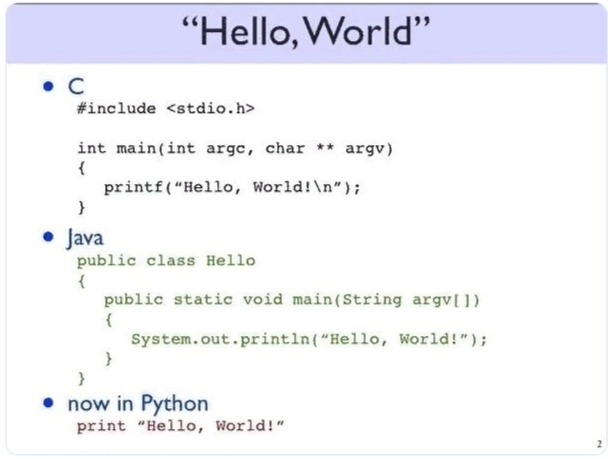 “Hello, World”
• C
#include <stdio.h>
int main(int argc, char ** argv)
{
printf(“Hello, World!\n”);
}
• Java
public class Hello
{
public static void main(String argv[])
{
System.out.println(“Hello, World!”);
}
}
• now in Python
print “Hello, World!”
2